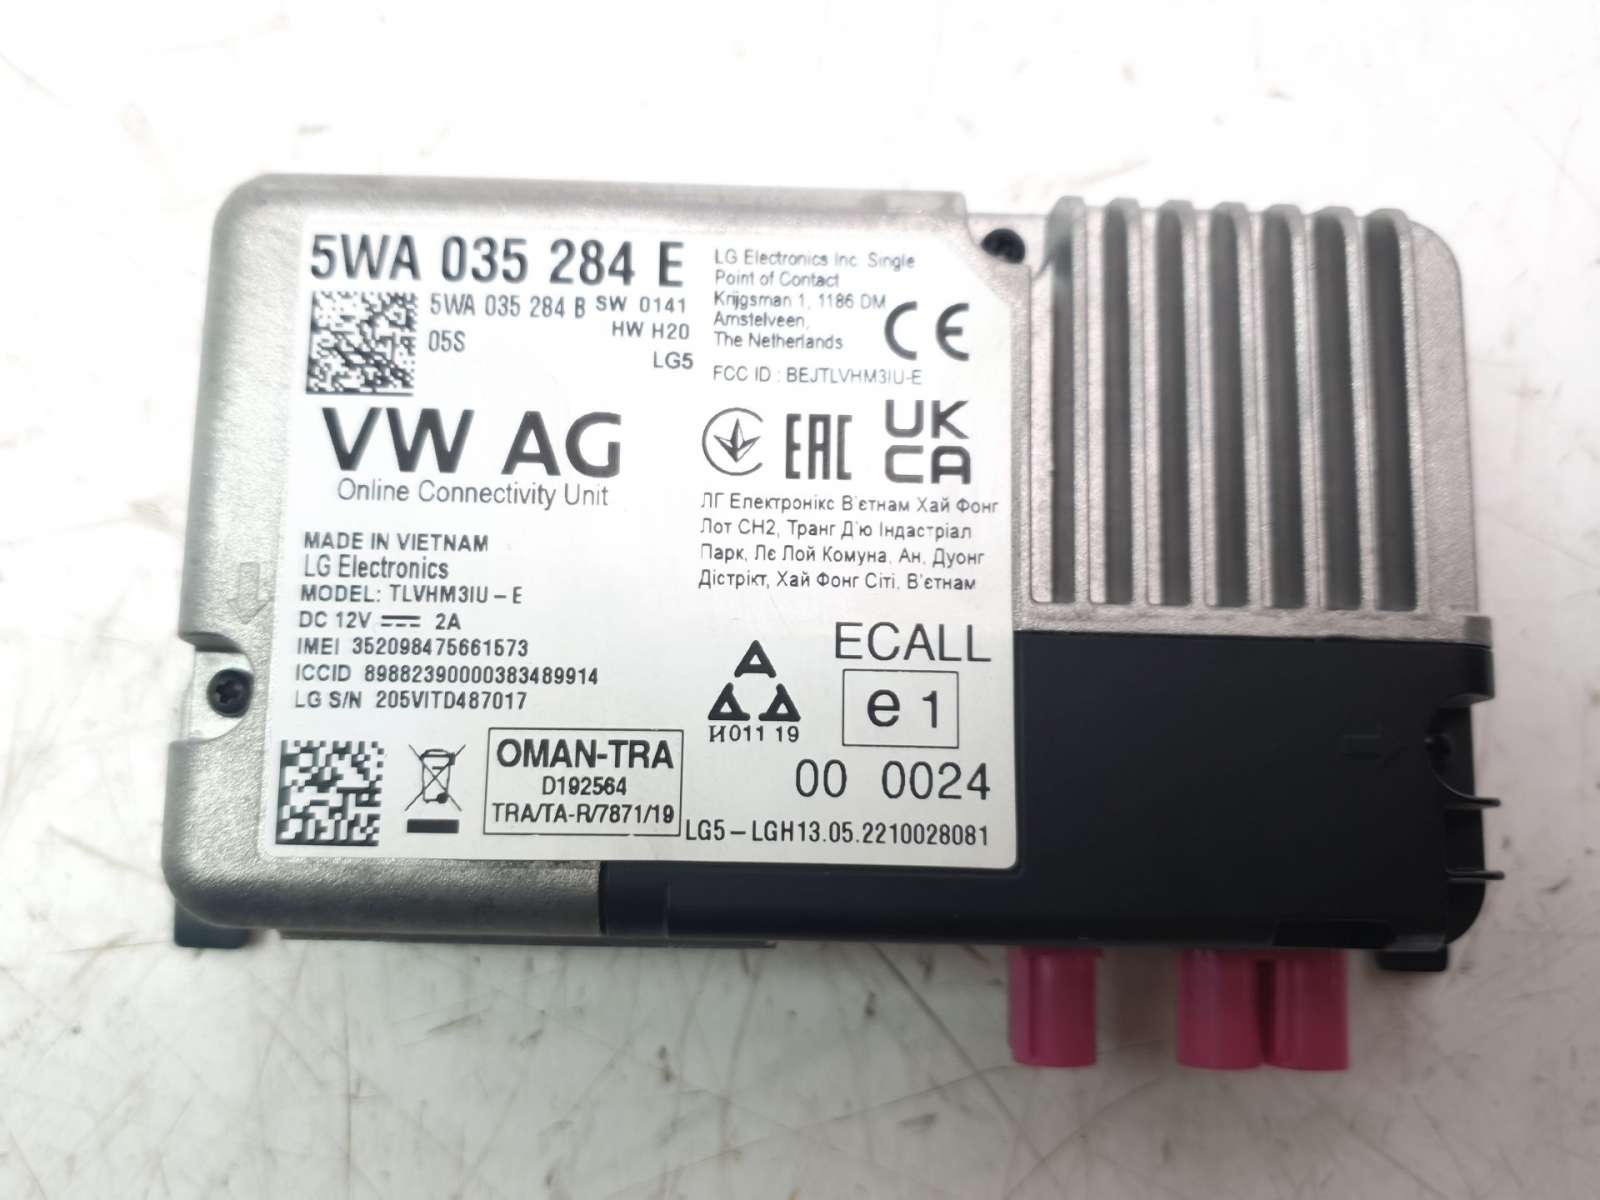 5WA 035 284 E
5WA 035 284 B SW 0141
HW H20
05S
LG5
VW AG
Online Connectivity Unit
MADE IN VIETNAM
LG Electronics
MODEL: TLVHM3IU-E
DC 12V 2A
IMEI 352098475661573
ICCID 89882390000383489914
LG S/N 205VITD487017
OMAN-TRA
D192564
TRA/TA-R/7871/19
LG Electronics Inc. Single
Point of Contact
Krijgsman 1, 1186 DM
Amstelveen,
The Netherlands
CE
FCC ID : BEJTLVHM3IU-E
EAC
UK
CA
ЛГ Електронікс В'єтнам Хай Фонг
Лот CH2, Транг Д'ю Індастріал
Парк, Лє Лой Комуна, Ан, Дуонг
Дістрікт, Хай Фонг Сіті, В'єтнам
ECALL
e1
И011 19
00 0024
LG5-LGH13.05.2210028081